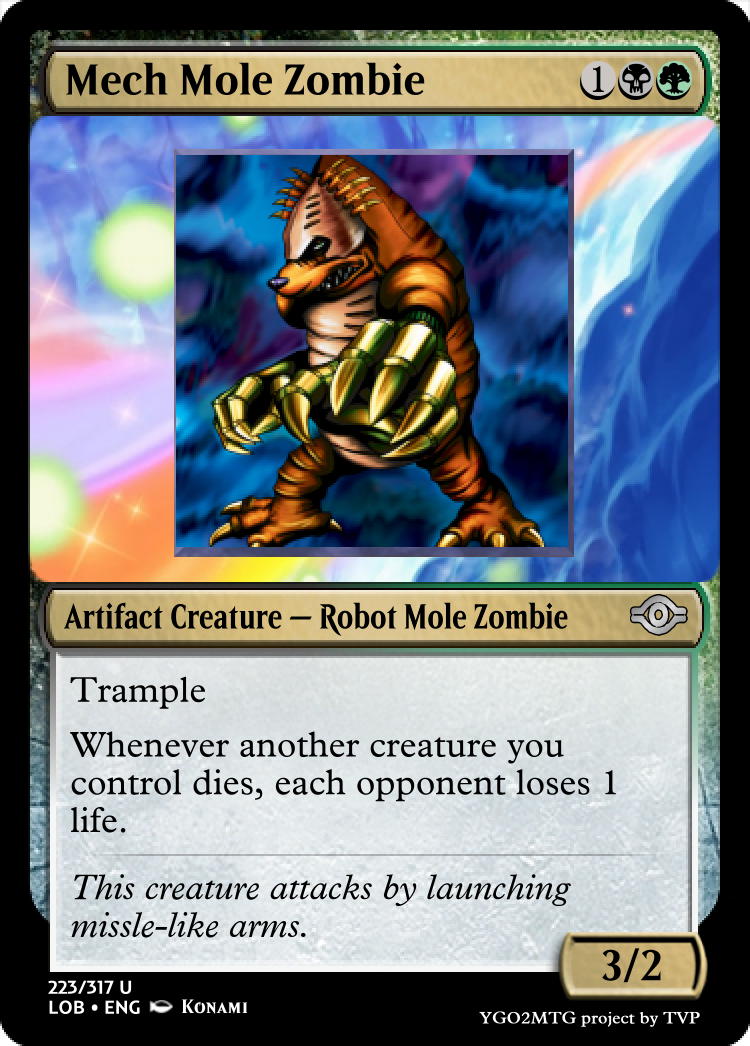 Mech Mole Zombie 1
Artifact Creature — Robot Mole Zombie
Trample
Whenever another creature you
control dies, each opponent loses 1
life.
This creature attacks by launching
missle-like arms.
3/2
223/317 U
LOB • ENG Konami
YGO2MTG project by TVP